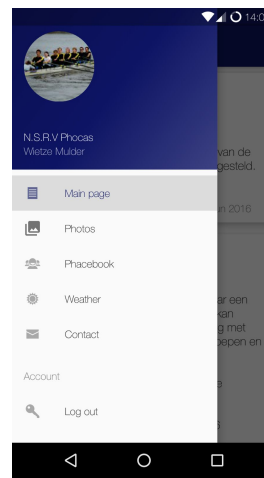 14:0
N.S.R.V Phocas
Wietze Mulder
van de
gesteld.
Main page
in 2016
Photos
Phacebook
Weather
ar een
kan
g met
oepen en
Contact
Account
e
Log out